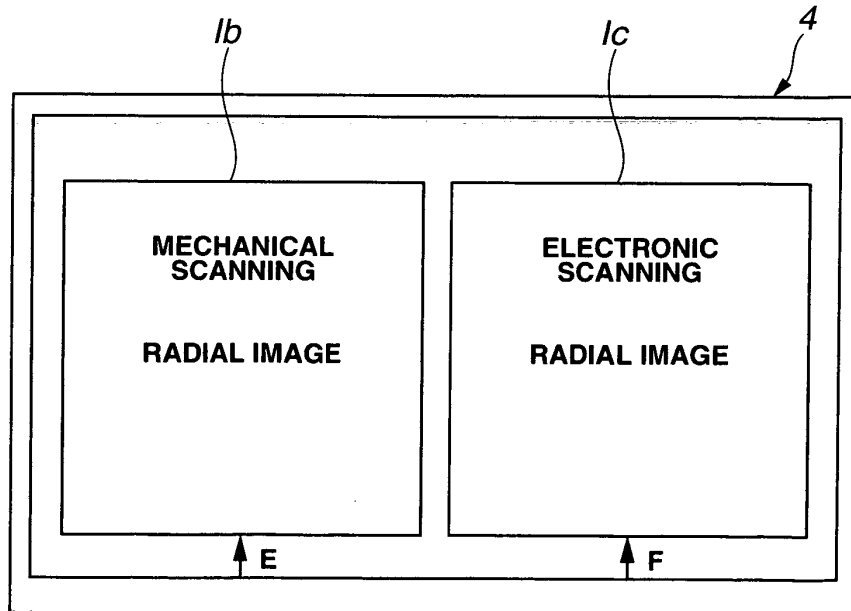 Ib
Ic
4
MECHANICAL
SCANNING
RADIAL IMAGE
ELECTRONIC
SCANNING
RADIAL IMAGE
E
F